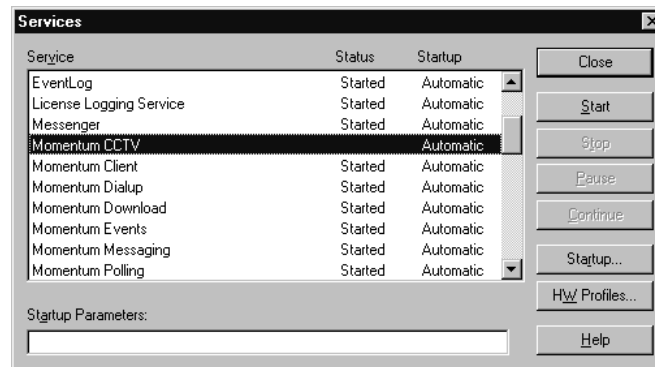 Services
Service Status Startup
EventLog Started Automatic
License Logging Service Started Automatic
Messenger Started Automatic
Momentum CCTV Automatic
Momentum Client Started Automatic
Momentum Dialup Started Automatic
Momentum Download Started Automatic
Momentum Events Started Automatic
Momentum Messaging Started Automatic
Momentum Polling Started Automatic
Startup Parameters:
Close
Start
Stop
Pause
Continue
Startup...
HW Profiles...
Help